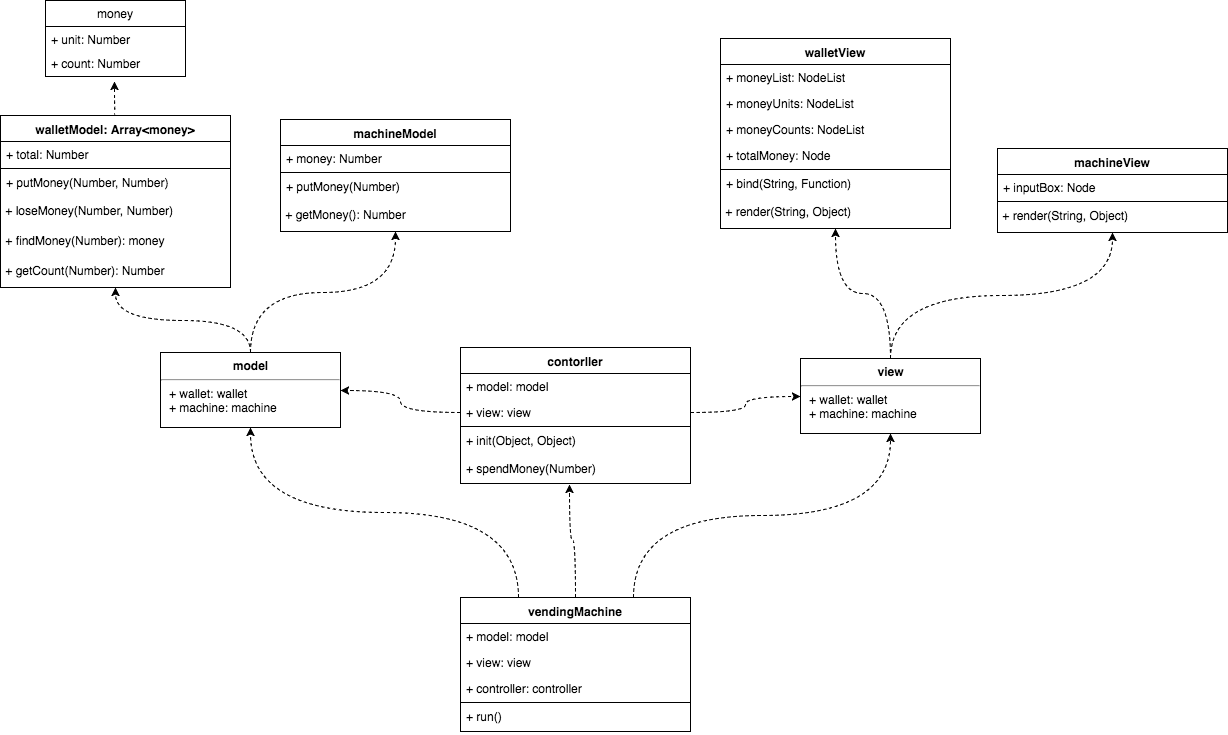 money
+ unit: Number
+ count: Number
walletModel: Array<money>
+ total: Number
+ putMoney(Number, Number)
+ loseMoney(Number, Number)
+ findMoney(Number): money
+ getCount(Number): Number
machineModel
+ money: Number
+ putMoney(Number)
+ getMoney(): Number
walletView
+ moneyList: NodeList
+ moneyUnits: NodeList
+ moneyCounts: NodeList
+ totalMoney: Node
+ bind(String, Function)
+ render(String, Object)
machineView
+ inputBox: Node
+ render(String, Object)
model
+ wallet: wallet
+ machine: machine
contorller
+ model: model
+ view: view
+ init(Object, Object)
+ spendMoney(Number)
view
+ wallet: wallet
+ machine: machine
vendingMachine
+ model: model
+ view: view
+ controller: controller
+ run()